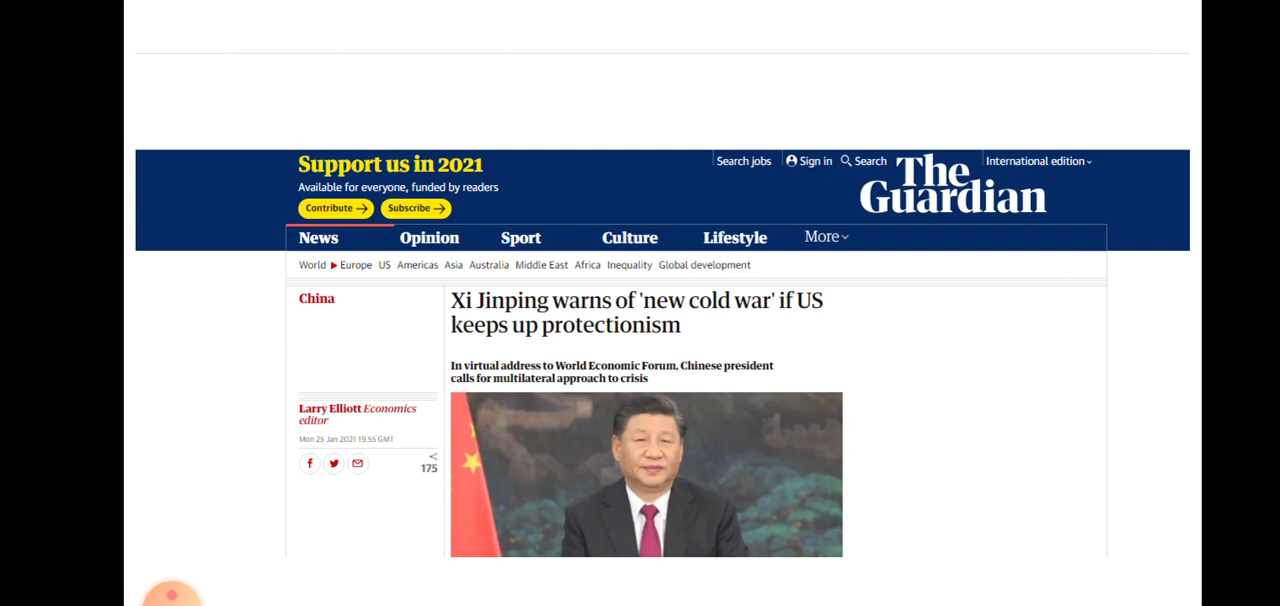 Support us in 2021
Available for everyone, funded by readers
Contribute
Subscribe
Search jobs
Sign in
Search
International edition
The
Guardian
News
Opinion
Sport
Culture
Lifestyle
More
World
Europe
US
Americas
Asia
Australia
Middle East
Africa
Inequality
Global development
China
Xi Jinping warns of 'new cold war' if US
keeps up protectionism
In virtual address to World Economic Forum, Chinese president
calls for multilateral approach to crisis
Larry Elliott Economics
editor
Mon 25 Jan 2021 19.55 GMT
175